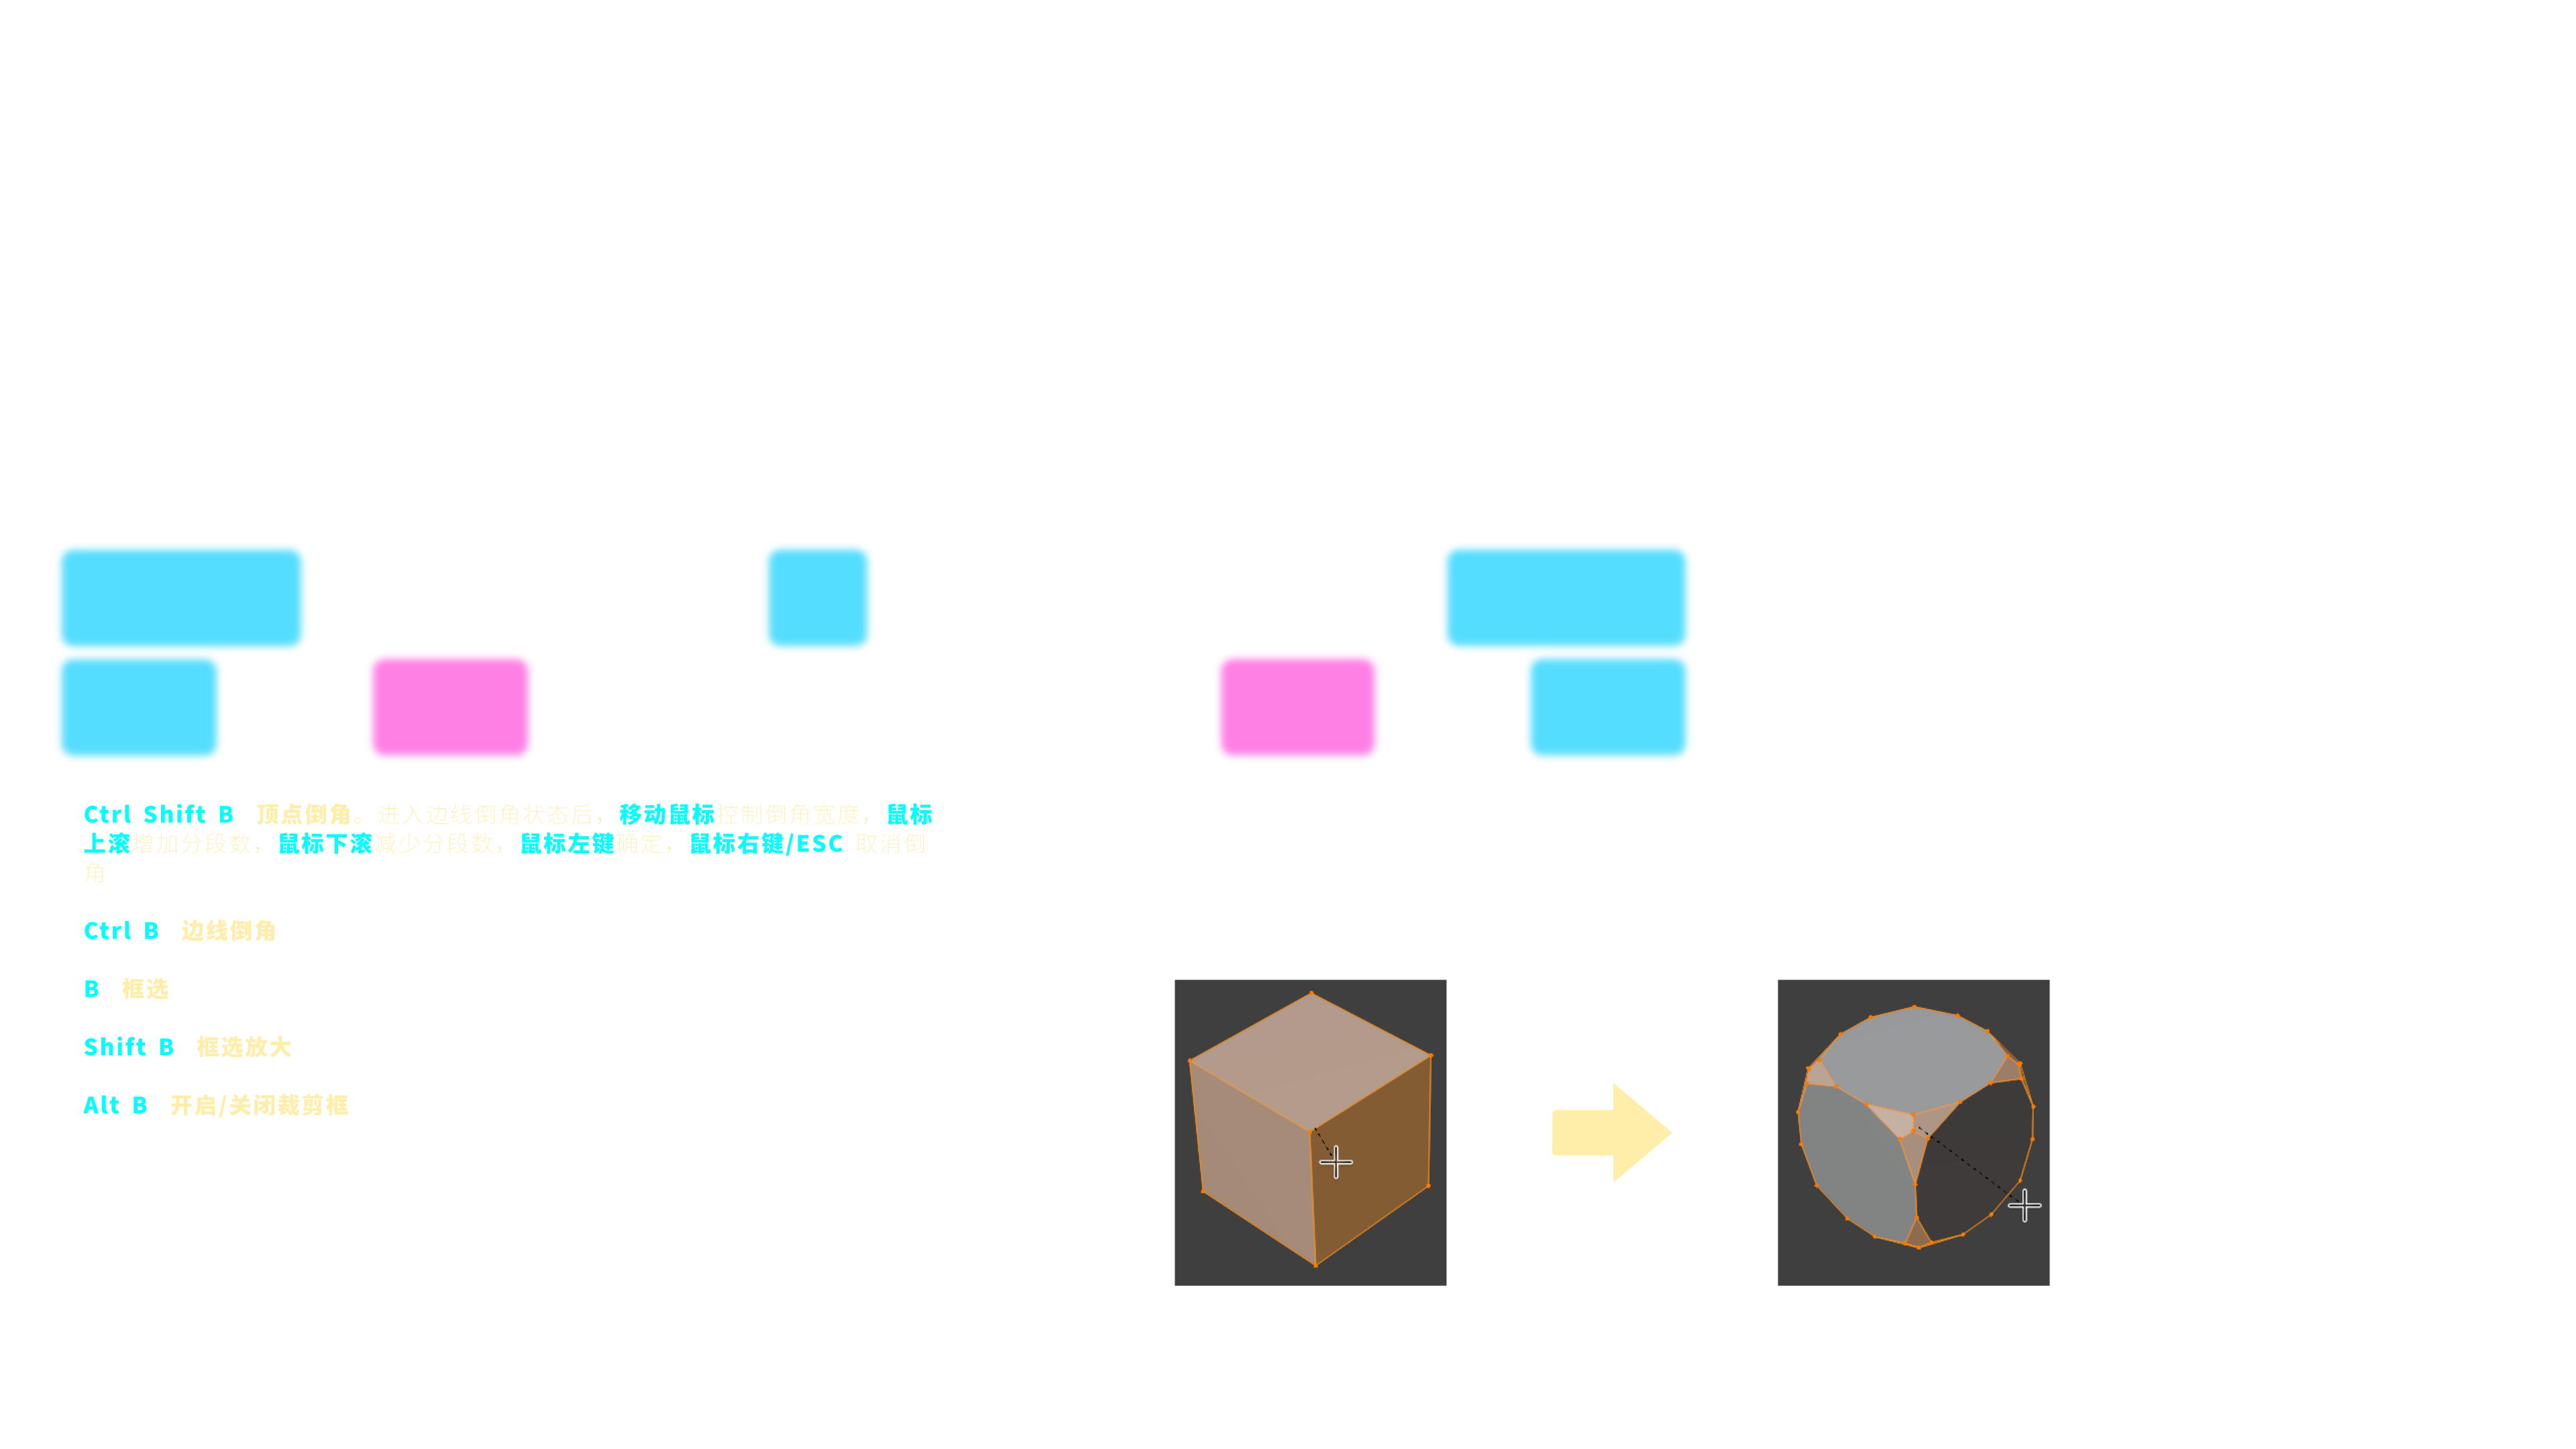 Ctrl Shift B 顶点倒角。进入边线倒角状态后，移动鼠标控制倒角宽度，鼠标
上滚增加分段数，鼠标下滚减少分段数，鼠标左键确定，鼠标右键/ESC 取消倒
角
Ctrl B 边线倒角
B 框选
Shift B 框选放大
Alt B 开启/关闭裁剪框